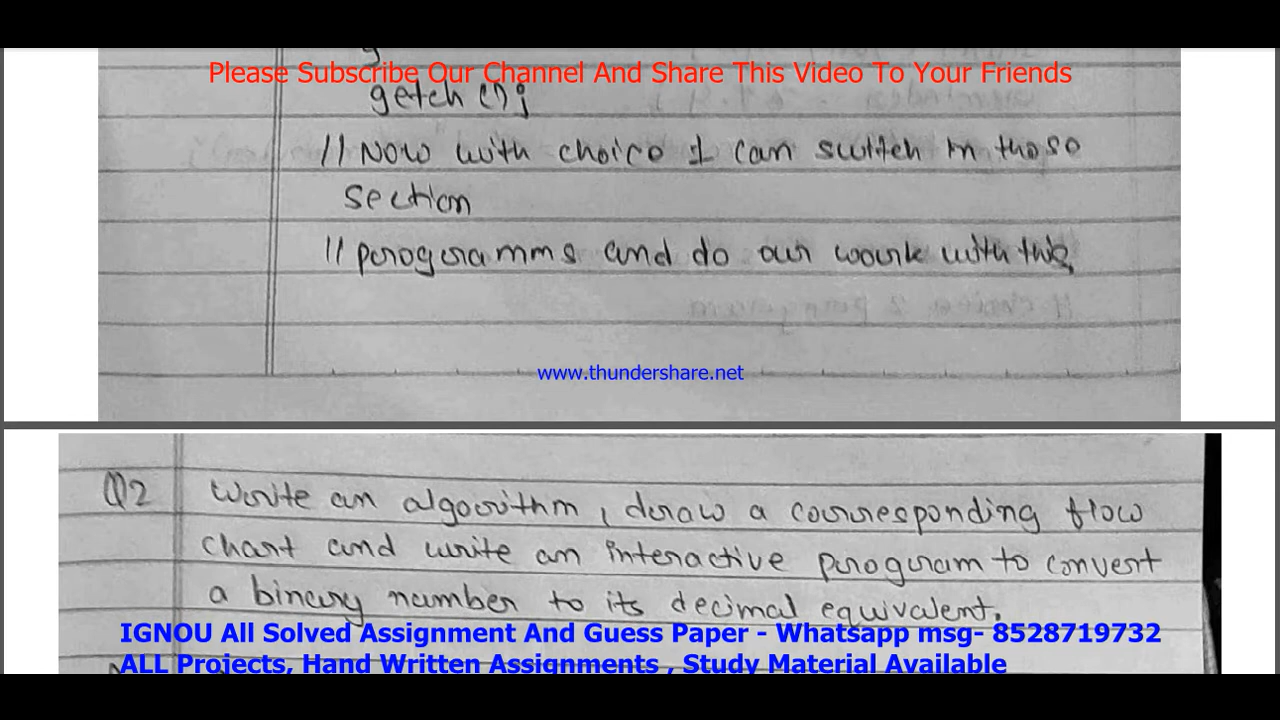 Please Subscribe Our Channel And Share This Video To Your Friends
getch();
// Now with choice I can switch in those
section
// programms and do our work with this
www.thundershare.net
Q2 Write an algorithm, draw a corresponding flow
chart and write an interactive program to convert
a binary number to its decimal equivalent.
IGNOU All Solved Assignment And Guess Paper - Whatsapp msg- 8528719732
ALL Projects, Hand Written Assignments , Study Material Available